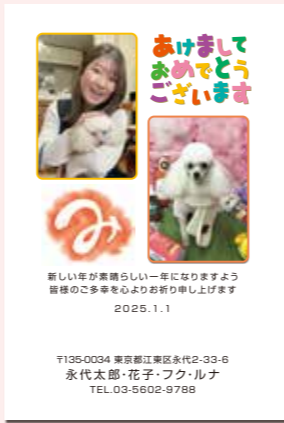 あけまして
おめでとう
ございます
み
新しい年が素晴らしい一年になりますよう
皆様のご多幸を心よりお祈り申し上げます
2025.1.1
〒135-0034 東京都江東区永代2-33-6
永代太郎･花子･フク･ルナ
TEL.03-5602-9788